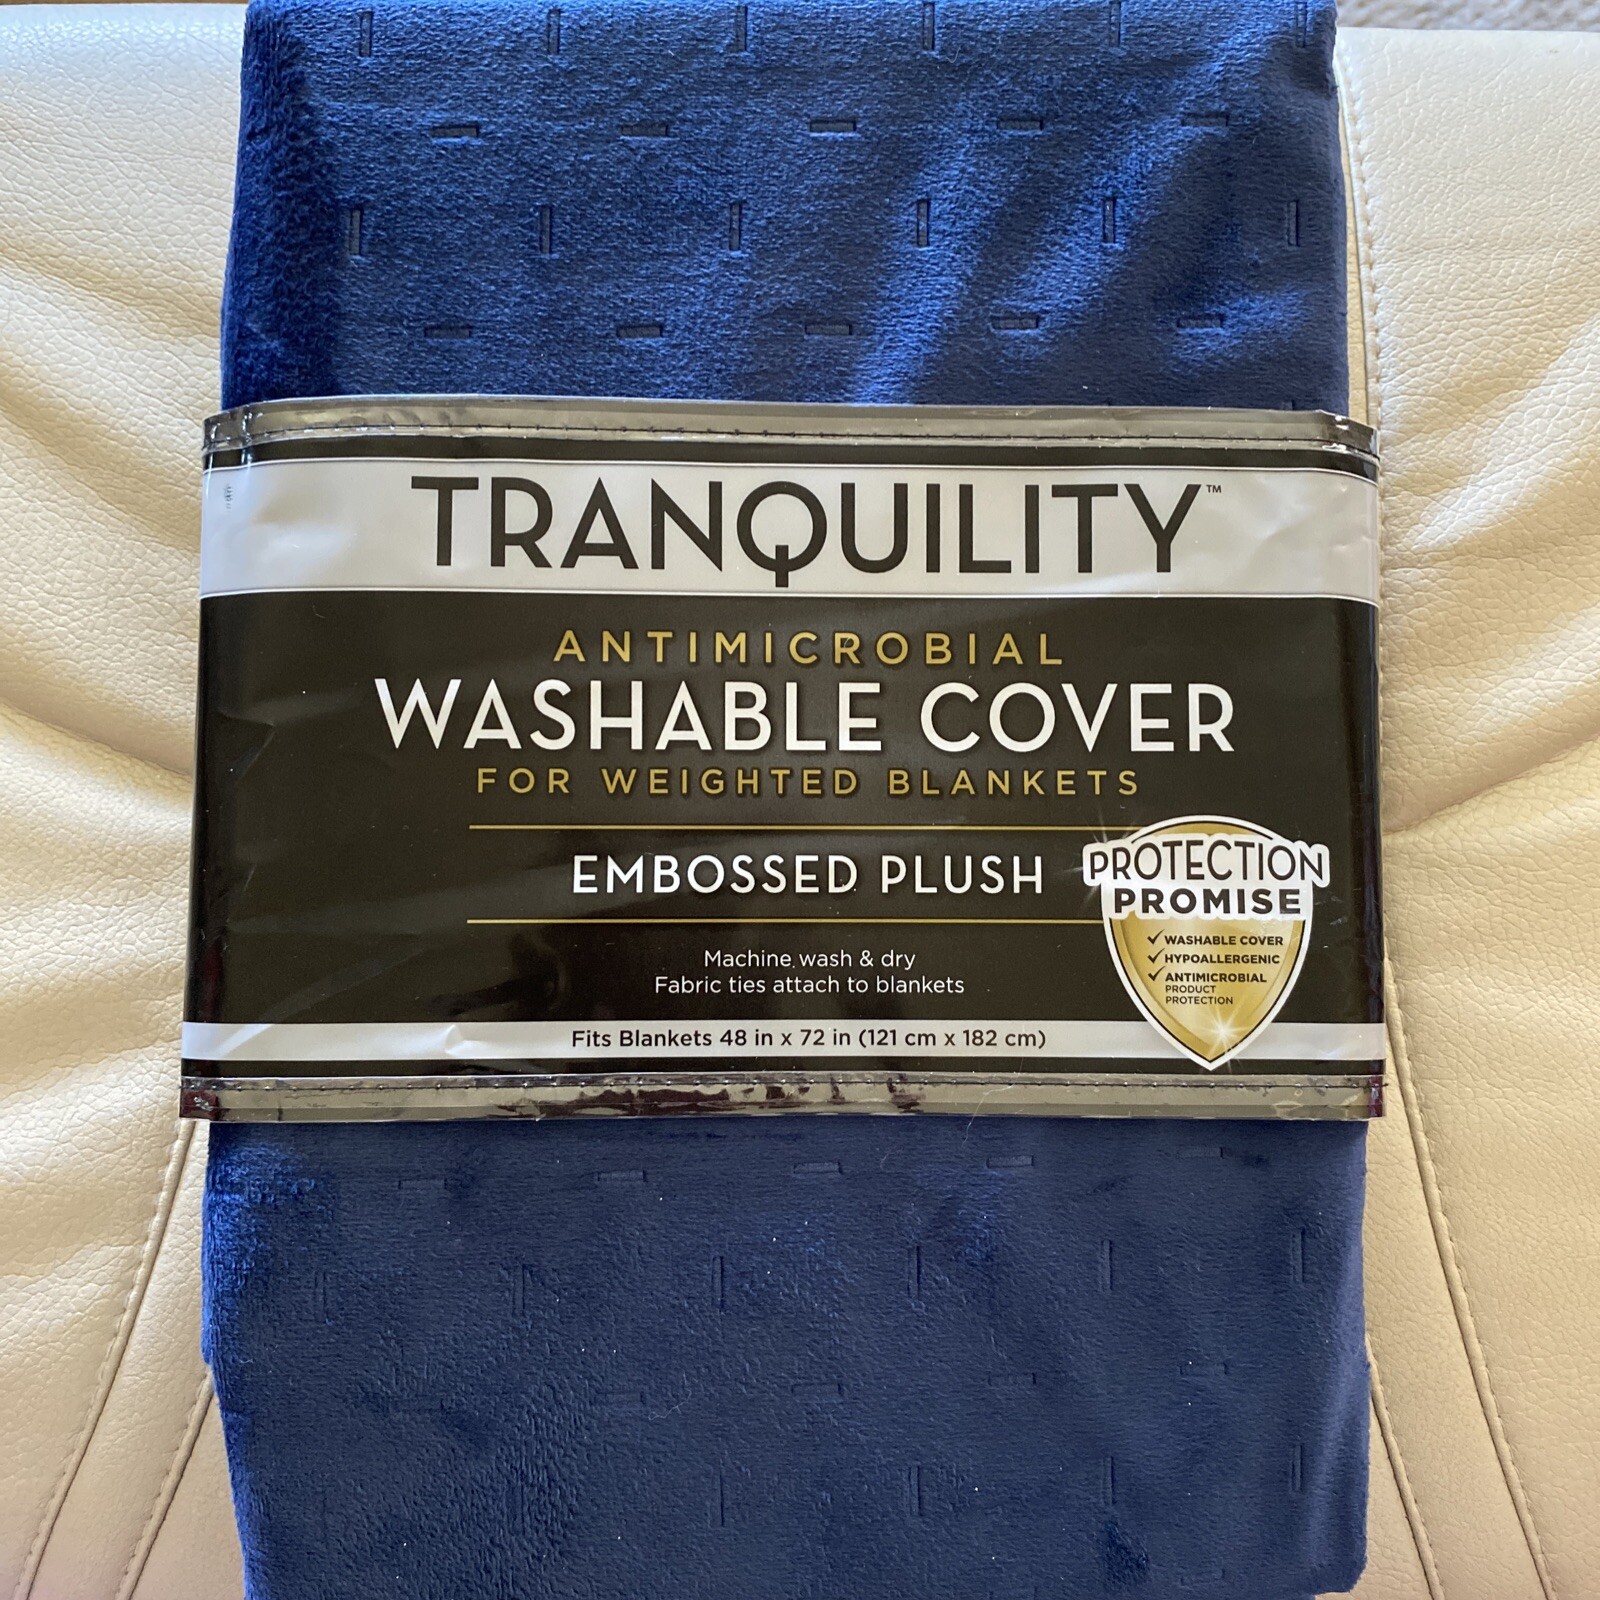 TRANQUILITY™
ANTIMICROBIAL
WASHABLE COVER
FOR WEIGHTED BLANKETS
EMBOSSED PLUSH
Machine wash & dry
Fabric ties attach to blankets
Fits Blankets 48 in x 72 in (121 cm x 182 cm)
PROTECTION
PROMISE
✓ WASHABLE COVER
✓ HYPOALLERGENIC
✓ ANTIMICROBIAL
PRODUCT
PROTECTION